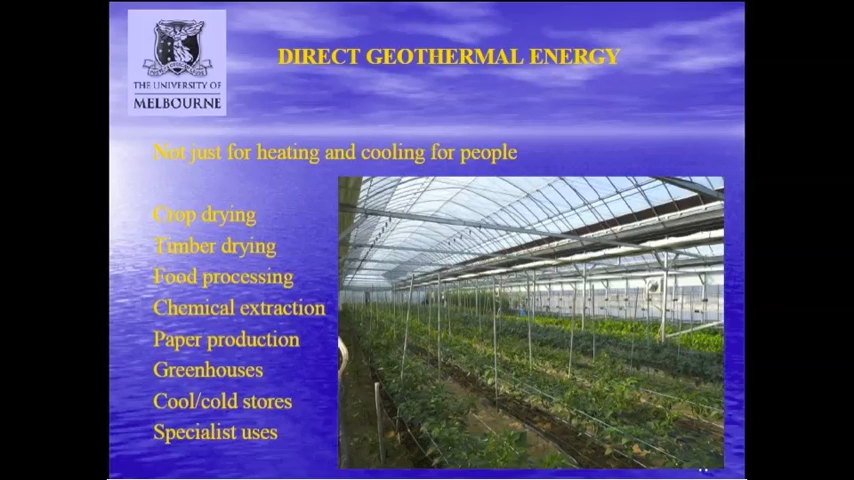 THE UNIVERSITY OF
MELBOURNE
DIRECT GEOTHERMAL ENERGY
Not just for heating and cooling for people
Crop drying
Timber drying
Food processing
Chemical extraction
Paper production
Greenhouses
Cool/cold stores
Specialist uses